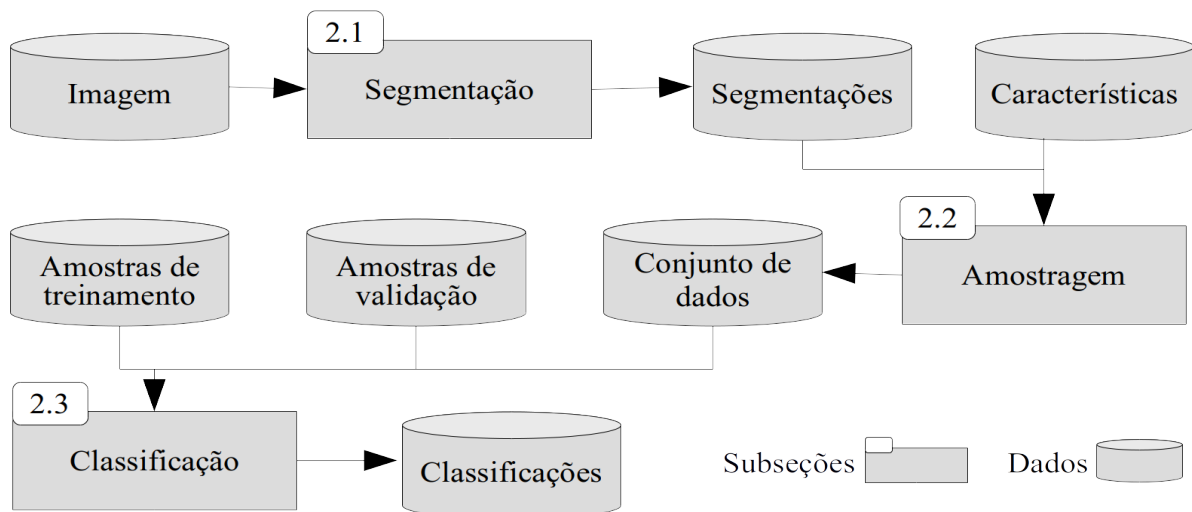 2.1
Imagem
Segmentação
Segmentações
Característisticas
2.2
Amostras de
treinamento
Amostras de
validação
Conjunto de
dados
Amostragem
2.3
Classificação
Classificações
Subseções
Dados